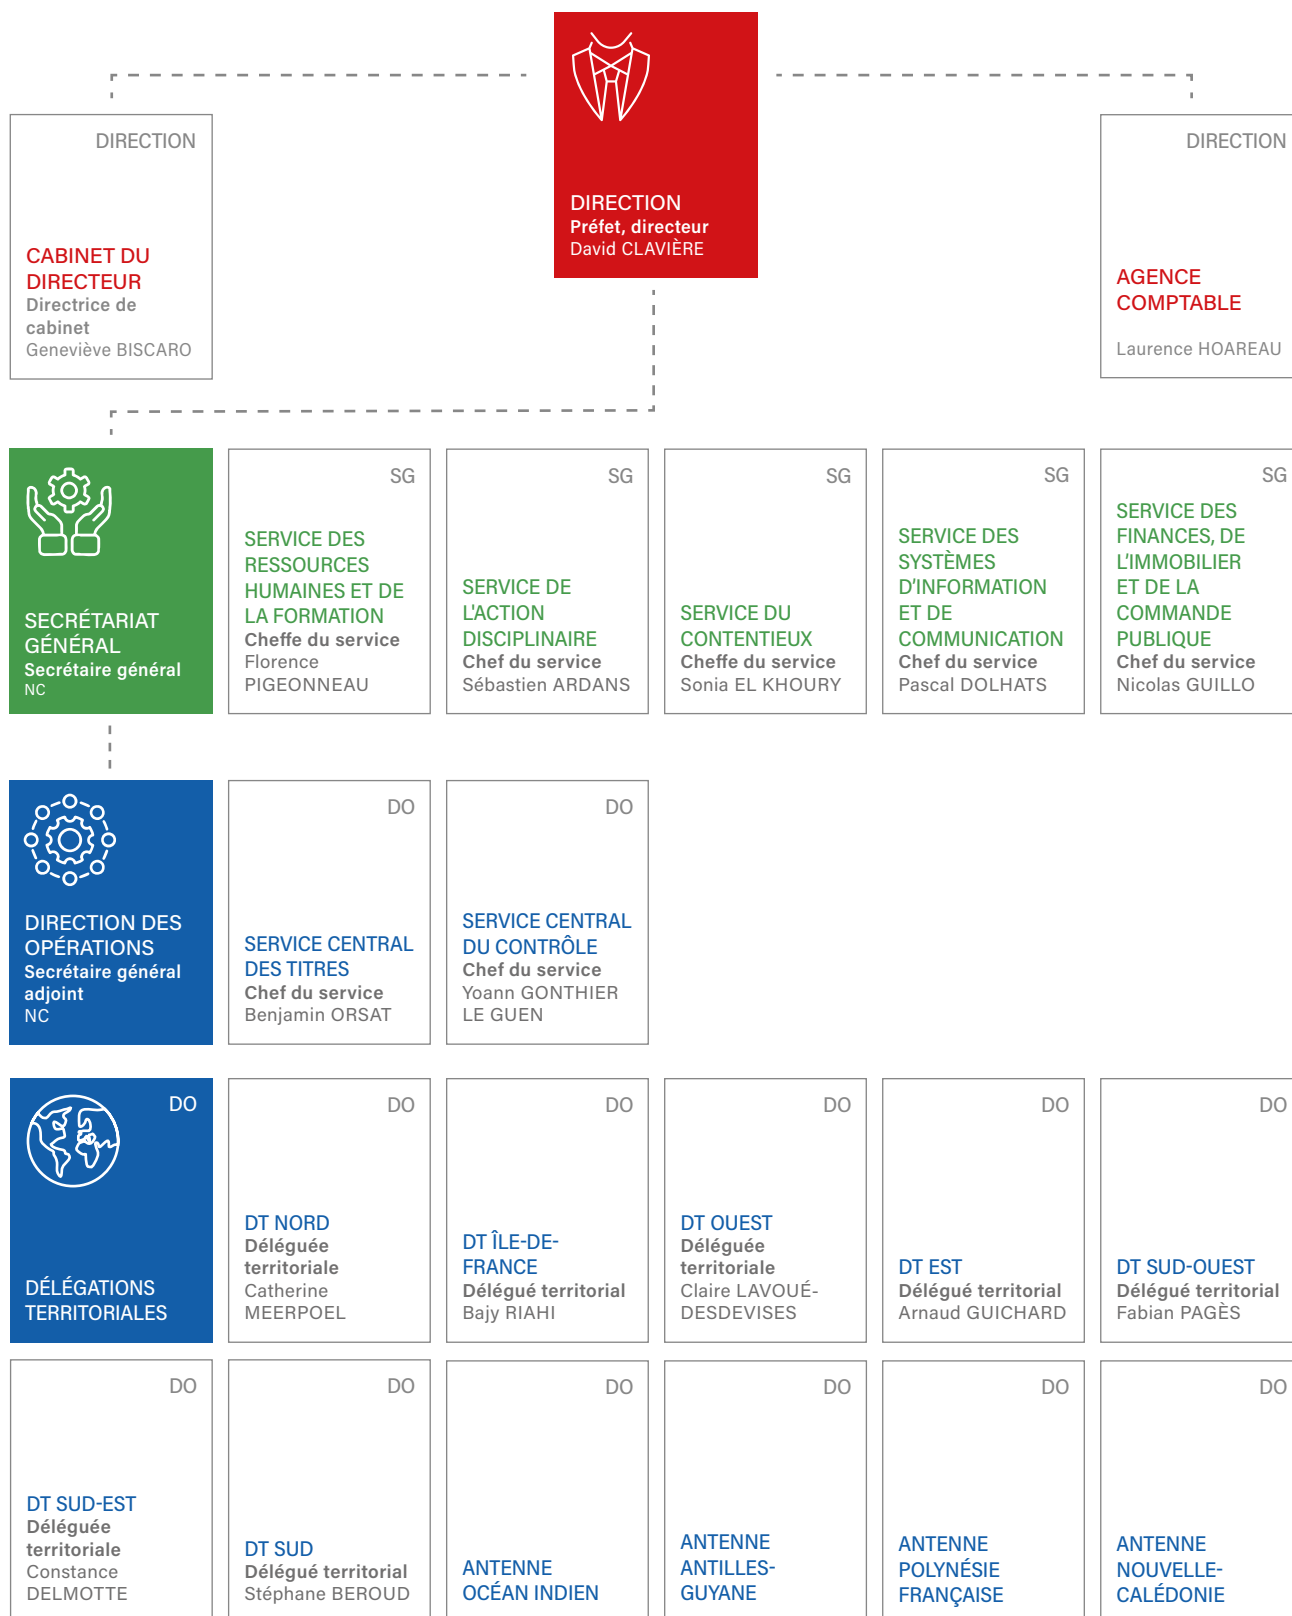 DIRECTION
Préfet, directeur
David CLAVIÈRE
DIRECTION
CABINET DU
DIRECTEUR
Directrice de
cabinet
Geneviève BISCARO
DIRECTION
AGENCE
COMPTABLE
Laurence HOAREAU
SECRÉTARIAT
GÉNÉRAL
Secrétaire général
NC
SG
SERVICE DES
RESSOURCES
HUMAINES ET DE
LA FORMATION
Cheffe du service
Florence
PIGEONNEAU
SG
SERVICE DE
L'ACTION
DISCIPLINAIRE
Chef du service
Sébastien ARDANS
SG
SERVICE DU
CONTENTIEUX
Cheffe du service
Sonia EL KHOURY
SG
SERVICE DES
SYSTÈMES
D'INFORMATION
ET DE
COMMUNICATION
Chef du service
Pascal DOLHATS
SG
SERVICE DES
FINANCES, DE
L'IMMOBILIER
ET DE LA
COMMANDE
PUBLIQUE
Chef du service
Nicolas GUILLO
DIRECTION DES
OPÉRATIONS
Secrétaire général
adjoint
NC
DO
SERVICE CENTRAL
DES TITRES
Chef du service
Benjamin ORSAT
DO
SERVICE CENTRAL
DU CONTRÔLE
Chef du service
Yoann GONTHIER
LE GUEN
DO
DÉLÉGATIONS
TERRITORIALES
DO
DT NORD
Déléguée
territoriale
Catherine
MEERPOEL
DO
DT ÎLE-DE-
FRANCE
Délégué territorial
Bajy RIAHI
DO
DT OUEST
Déléguée
territoriale
Claire LAVOUÉ-
DESDEVISES
DO
DT EST
Délégué territorial
Arnaud GUICHARD
DO
DT SUD-OUEST
Délégué territorial
Fabian PAGÈS
DO
DT SUD-EST
Déléguée
territoriale
Constance
DELMOTTE
DO
DT SUD
Délégué territorial
Stéphane BEROUD
DO
ANTENNE
OCÉAN INDIEN
DO
ANTENNE
ANTILLES-
GUYANE
DO
ANTENNE
POLYNÉSIE
FRANÇAISE
DO
ANTENNE
NOUVELLE-
CALÉDONIE